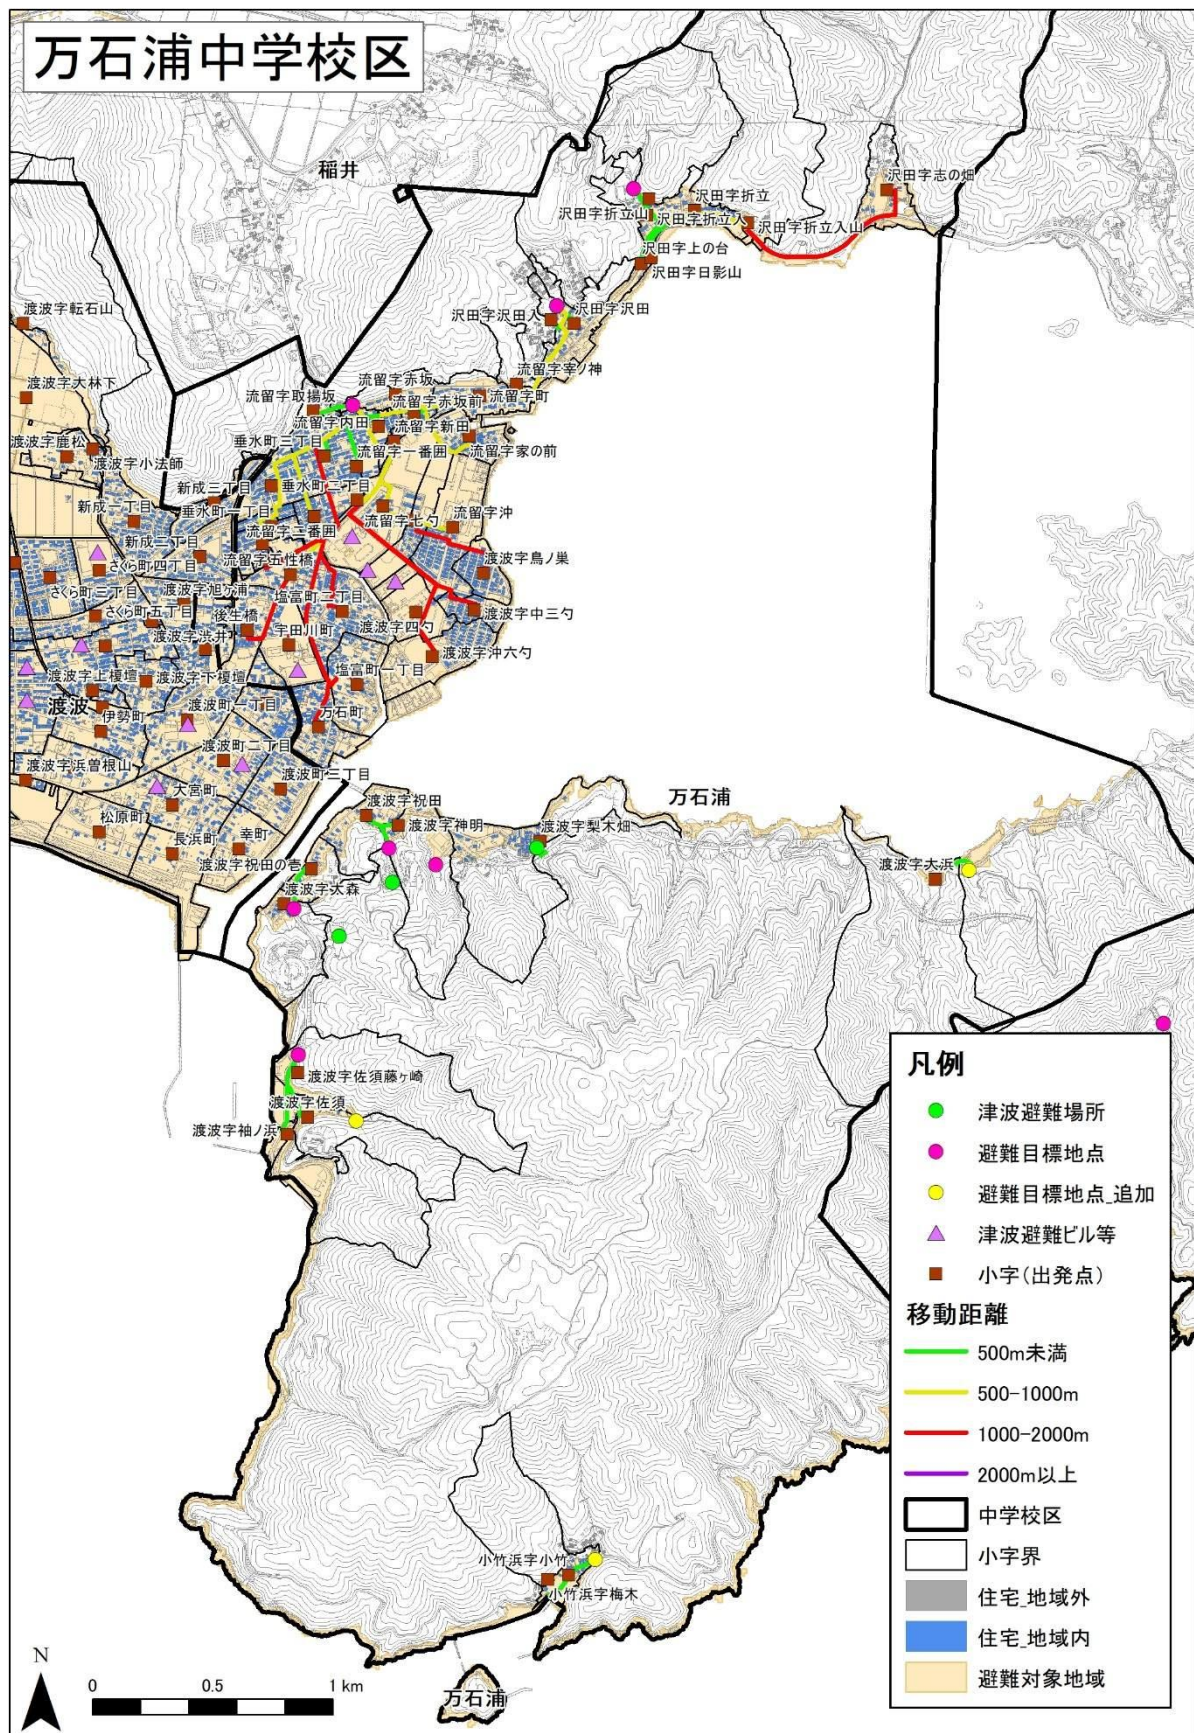 万石浦中学校区
稲井
沢田字志の畑
沢田字折立
沢田字折立山
沢田字折立入
沢田字折立入山
沢田字上の台
沢田字日影山
沢田字沢田入
沢田字沢田
渡波字転石山
流留字宰ノ神
流留字赤坂
流留字町
渡波字大林下
流留字取揚坂
流留字赤坂前
流留字内田
流留字新田
渡波字鹿松
垂水町三丁目
流留字家の前
渡波字小法師
流留字一番囲
新成三丁目
垂水町二丁目
新成一丁目
垂水町一丁目
流留字七勺
流留字沖
流留字二番囲
新成二丁目
さくら町四丁目
流留字五性橋
渡波字鳥ノ巣
さくら町三丁目
渡波字旭ケ浦
塩富町二丁目
さくら町五丁目
後生橋
渡波字中三勺
渡波字渋井
宇田川町
渡波字四勺
渡波字沖六勺
渡波字上榎壇
渡波字下榎壇
塩富町一丁目
渡波
伊勢町
渡波町一丁目
万石町
渡波町二丁目
渡波字浜曽根山
渡波町三丁目
大宮町
万石浦
渡波字祝田
松原町
渡波字神明
渡波字梨木畑
長浜町
幸町
渡波字祝田の壱
渡波字大浜
渡波字大森
渡波字佐須藤ヶ崎
渡波字佐須
渡波字袖ノ浜
小竹浜字小竹
小竹浜字梅木
万石浦
凡例
津波避難場所
避難目標地点
避難目標地点_追加
津波避難ビル等
小字(出発点)
移動距離
500m未満
500-1000m
1000-2000m
2000m以上
中学校区
小字界
住宅_地域外
住宅_地域内
避難対象地域
N
0 0.5 1 km